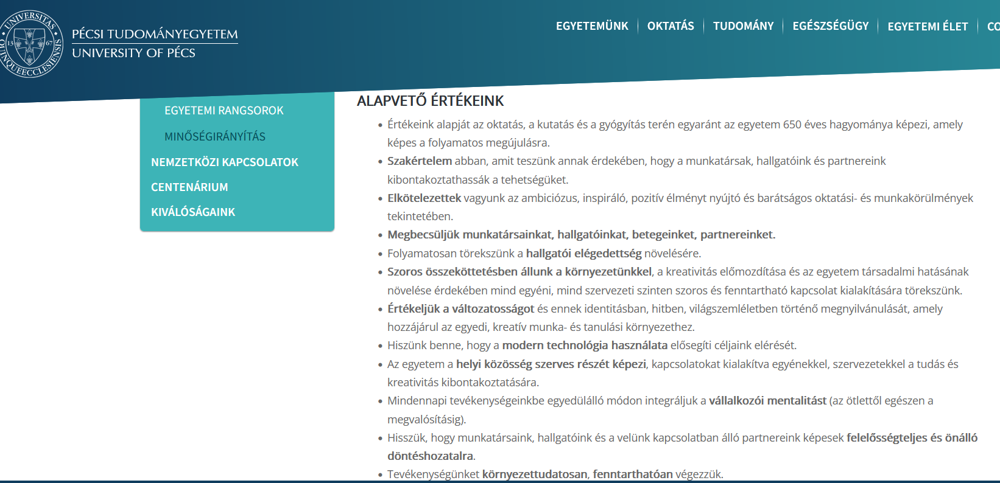 UNIVERSITAS
QUINQUEECCLESIENSIS
13 67
PÉCSI TUDOMÁNYEGYETEM
UNIVERSITY OF PÉCS
EGYETEMÜNK
OKTATÁS
TUDOMÁNY
EGÉSZSÉGÜGY
EGYETEMI ÉLET
CO
EGYETEMI RANGSOROK
MINŐSÉGIRÁNYÍTÁS
NEMZETKÖZI KAPCSOLATOK
CENTENÁRIUM
KIVÁLÓSÁGAINK
ALAPVETŐ ÉRTÉKEINK
Értékeink alapját az oktatás, a kutatás és a gyógyítás terén egyaránt az egyetem 650 éves hagyománya képezi, amely
képes a folyamatos megújulásra.
Szakértelem abban, amit teszünk annak érdekében, hogy a munkatársak, hallgatóink és partnereink
kibontakoztathassák a tehetségüket.
Elkötelezettek vagyunk az ambiciózus, inspiráló, pozitív élményt nyújtó és barátságos oktatási- és munkakörülmények
tekintetében.
Megbecsüljük munkatársainkat, hallgatóinkat, betegeinket, partnereinket.
Folyamatosan törekszünk a hallgatói elégedettség növelésére.
Szoros összeköttetésben állunk a környezetünkkel, a kreativitás előmozdítása és az egyetem társadalmi hatásának
növelése érdekében mind egyéni, mind szervezeti szinten szoros és fenntartható kapcsolat kialakítására törekszünk.
Értékeljük a változatosságot és ennek identitásban, hitben, világszemléletben történő megnyilvánulását, amely
hozzájárul az egyedi, kreatív munka- és tanulási környezethez.
Hiszünk benne, hogy a modern technológia használata elősegíti céljaink elérését.
Az egyetem a helyi közösség szerves részét képezi, kapcsolatokat kialakítva egyénekkel, szervezetekkel a tudás és
kreativitás kibontakoztatására.
Mindennapi tevékenységeinkbe egyedülálló módon integráljuk a vállalkozói mentalitást (az ötlettől egészen a
megvalósításig).
Hisszük, hogy munkatársaink, hallgatóink és a velünk kapcsolatban álló partnereink képesek felelősségteljes és önálló
döntéshozatalra.
Tevékenységünket környezettudatosan, fenntarthatóan végezzük.